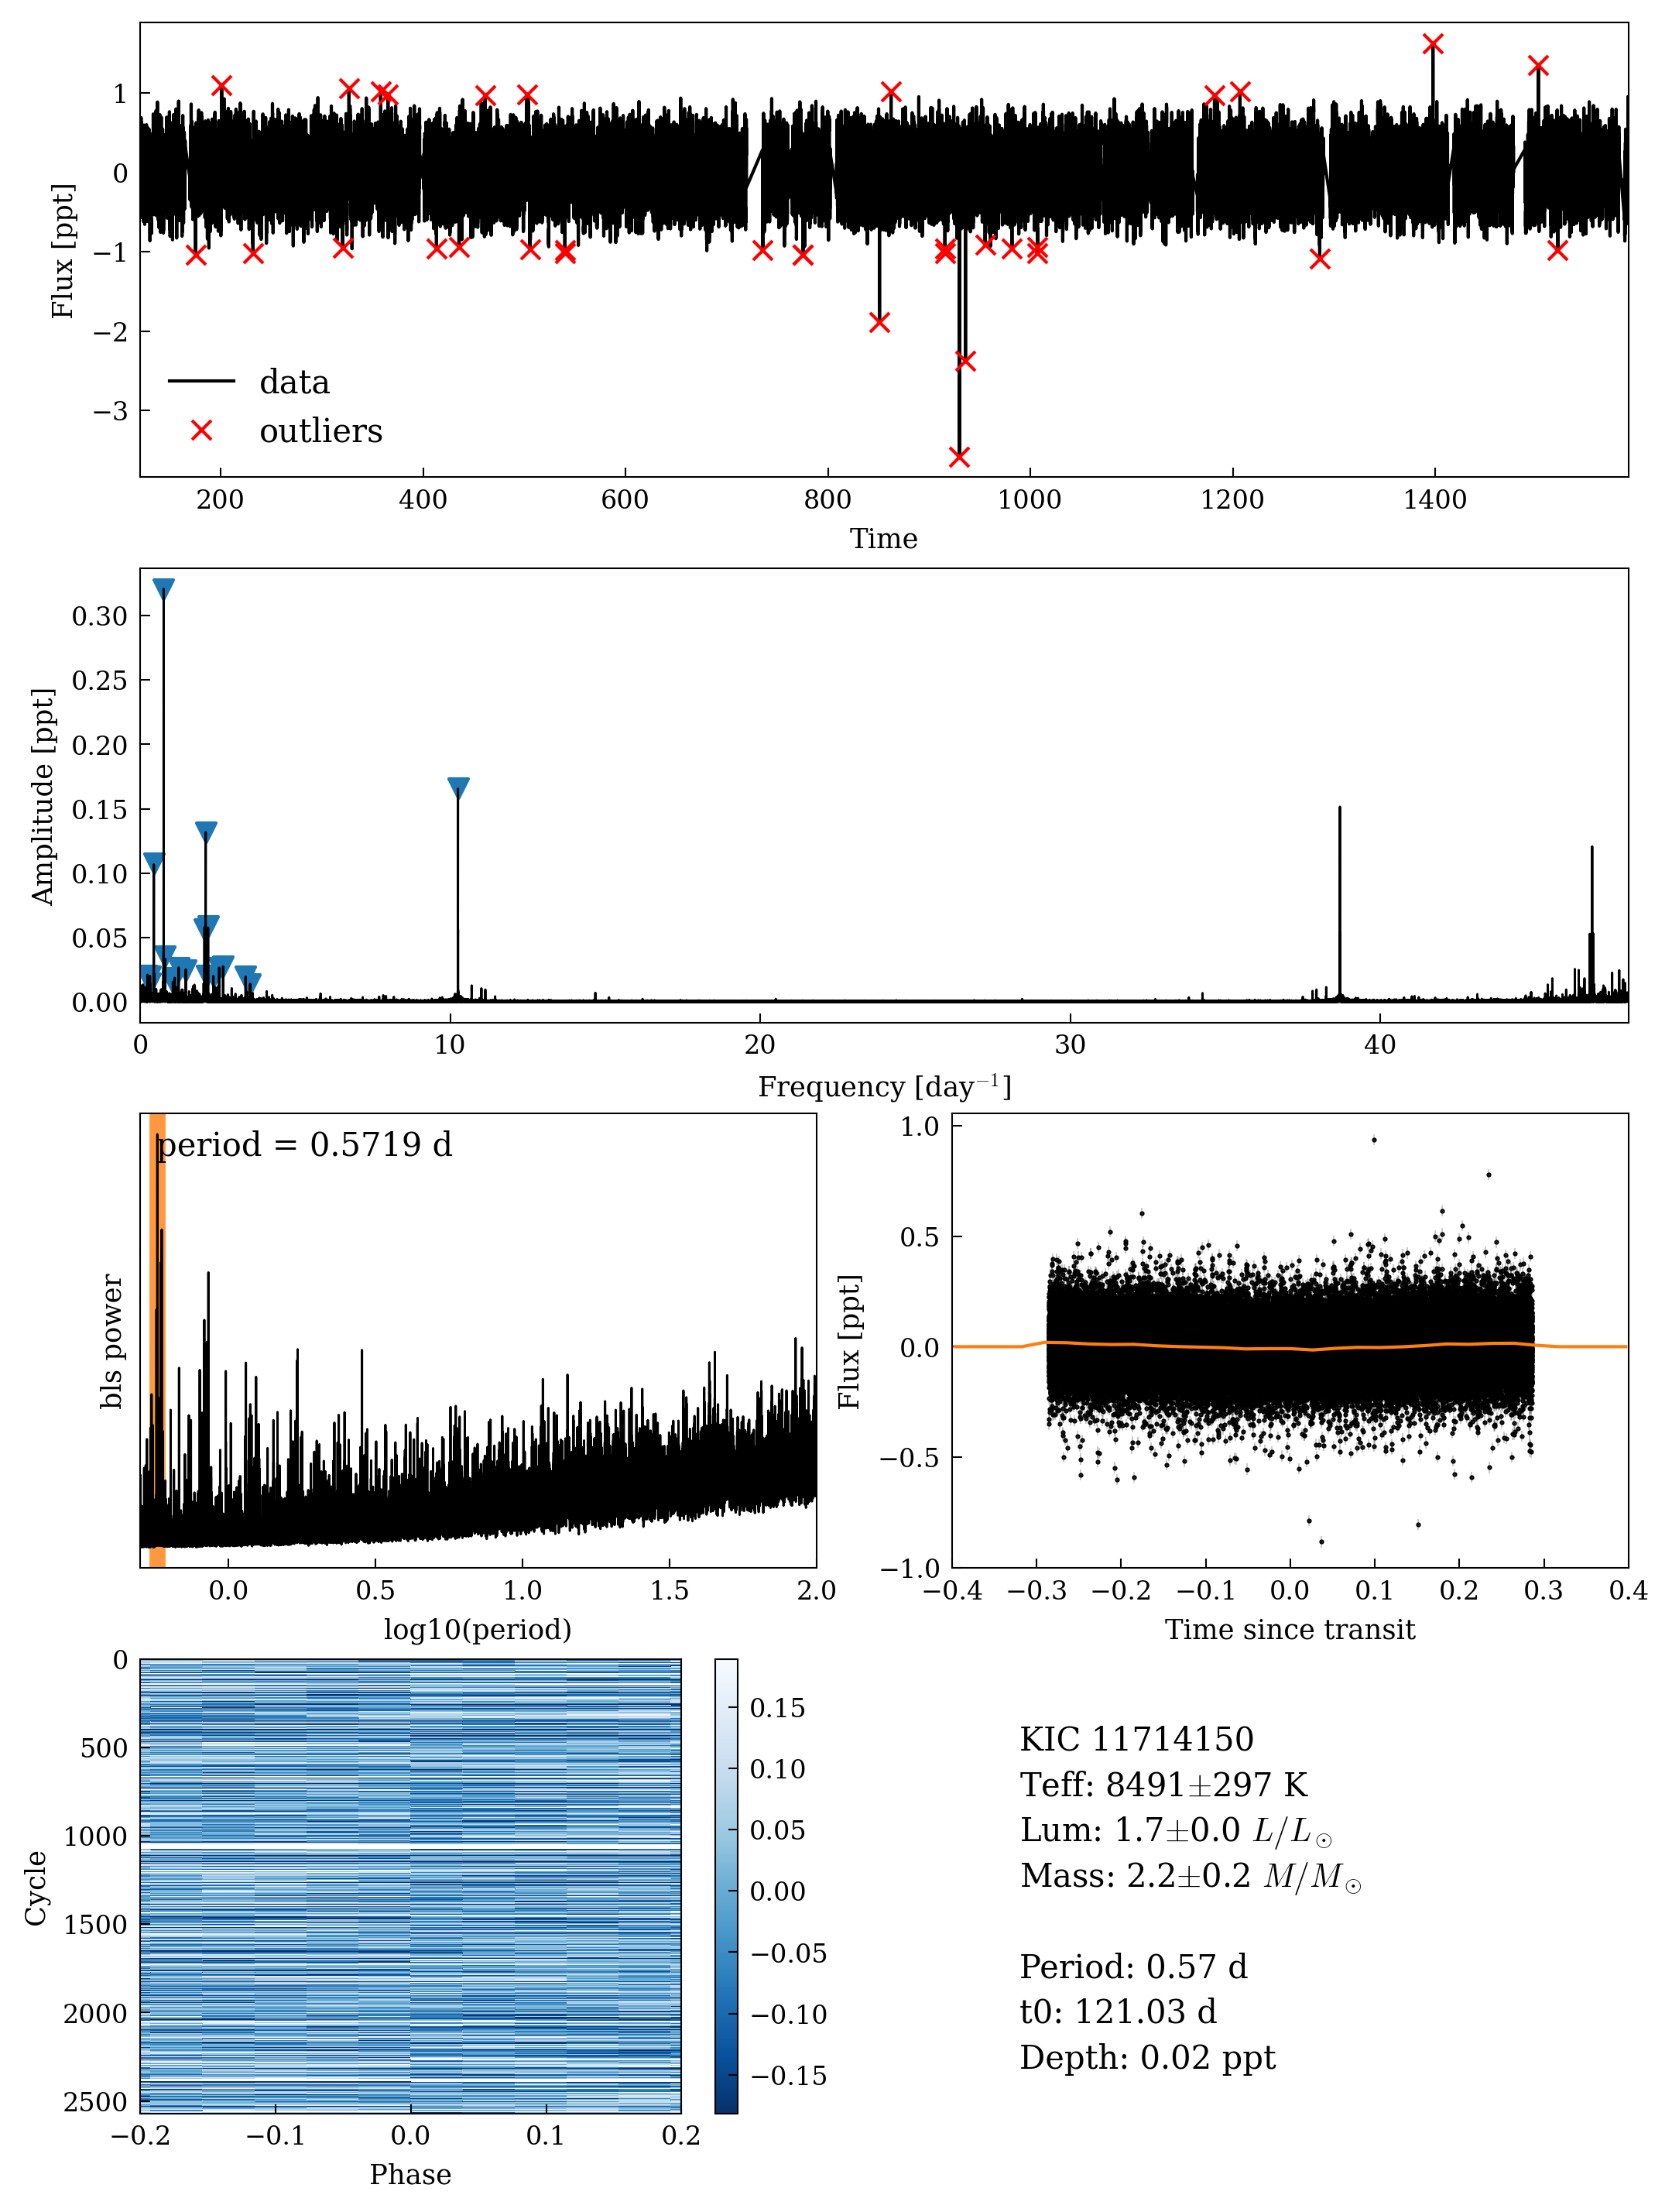 1
0
−1
−2
−3
Flux [ppt]
data
outliers
200 400 600 800 1000 1200 1400
Time
0.30
0.25
0.20
0.15
0.10
0.05
0.00
Amplitude [ppt]
0 10 20 30 40
Frequency [day⁻¹]
period = 0.5719 d
bls power
0.0 0.5 1.0 1.5 2.0
log10(period)
1.0
0.5
0.0
−0.5
−1.0
Flux [ppt]
−0.4 −0.3 −0.2 −0.1 0.0 0.1 0.2 0.3 0.4
Time since transit
0
500
1000
1500
2000
2500
Cycle
−0.2 −0.1 0.0 0.1 0.2
Phase
0.15
0.10
0.05
0.00
−0.05
−0.10
−0.15
KIC 11714150
Teff: 8491±297 K
Lum: 1.7±0.0 L/L⊙
Mass: 2.2±0.2 M/M⊙
Period: 0.57 d
t0: 121.03 d
Depth: 0.02 ppt